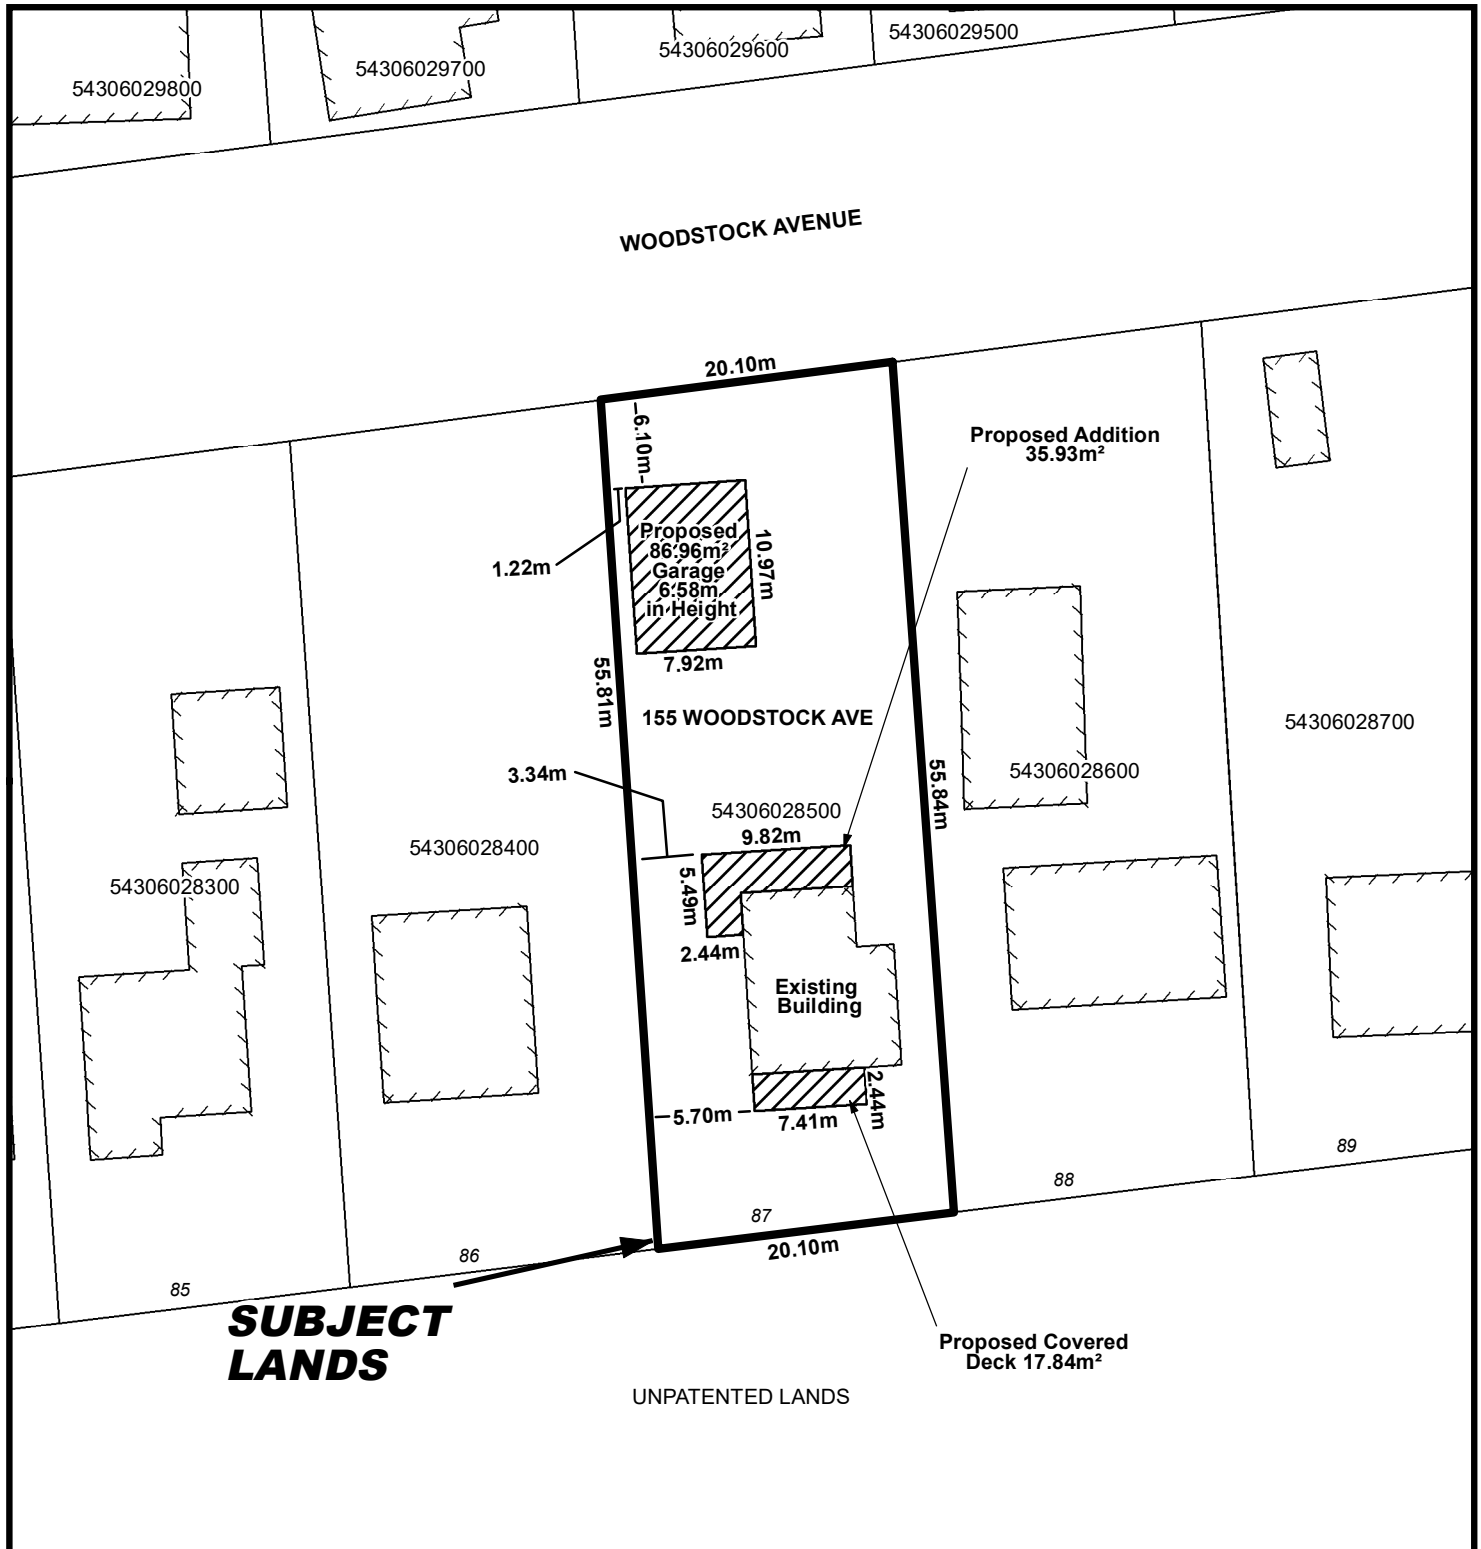 54306029500
54306029600
54306029700
54306029800
WOODSTOCK AVENUE
20.10m
6.10m
Proposed Addition
35.93m²
Proposed
86.96m²
Garage
6.58m
in Height
10.97m
1.22m
7.92m
55.81m
155 WOODSTOCK AVE
54306028700
54306028600
3.34m
55.84m
54306028500
9.82m
54306028400
54306028300
5.49m
2.44m
Existing
Building
2.44m
5.70m
7.41m
89
88
87
20.10m
86
85
SUBJECT
LANDS
Proposed Covered
Deck 17.84m²
UNPATENTED LANDS